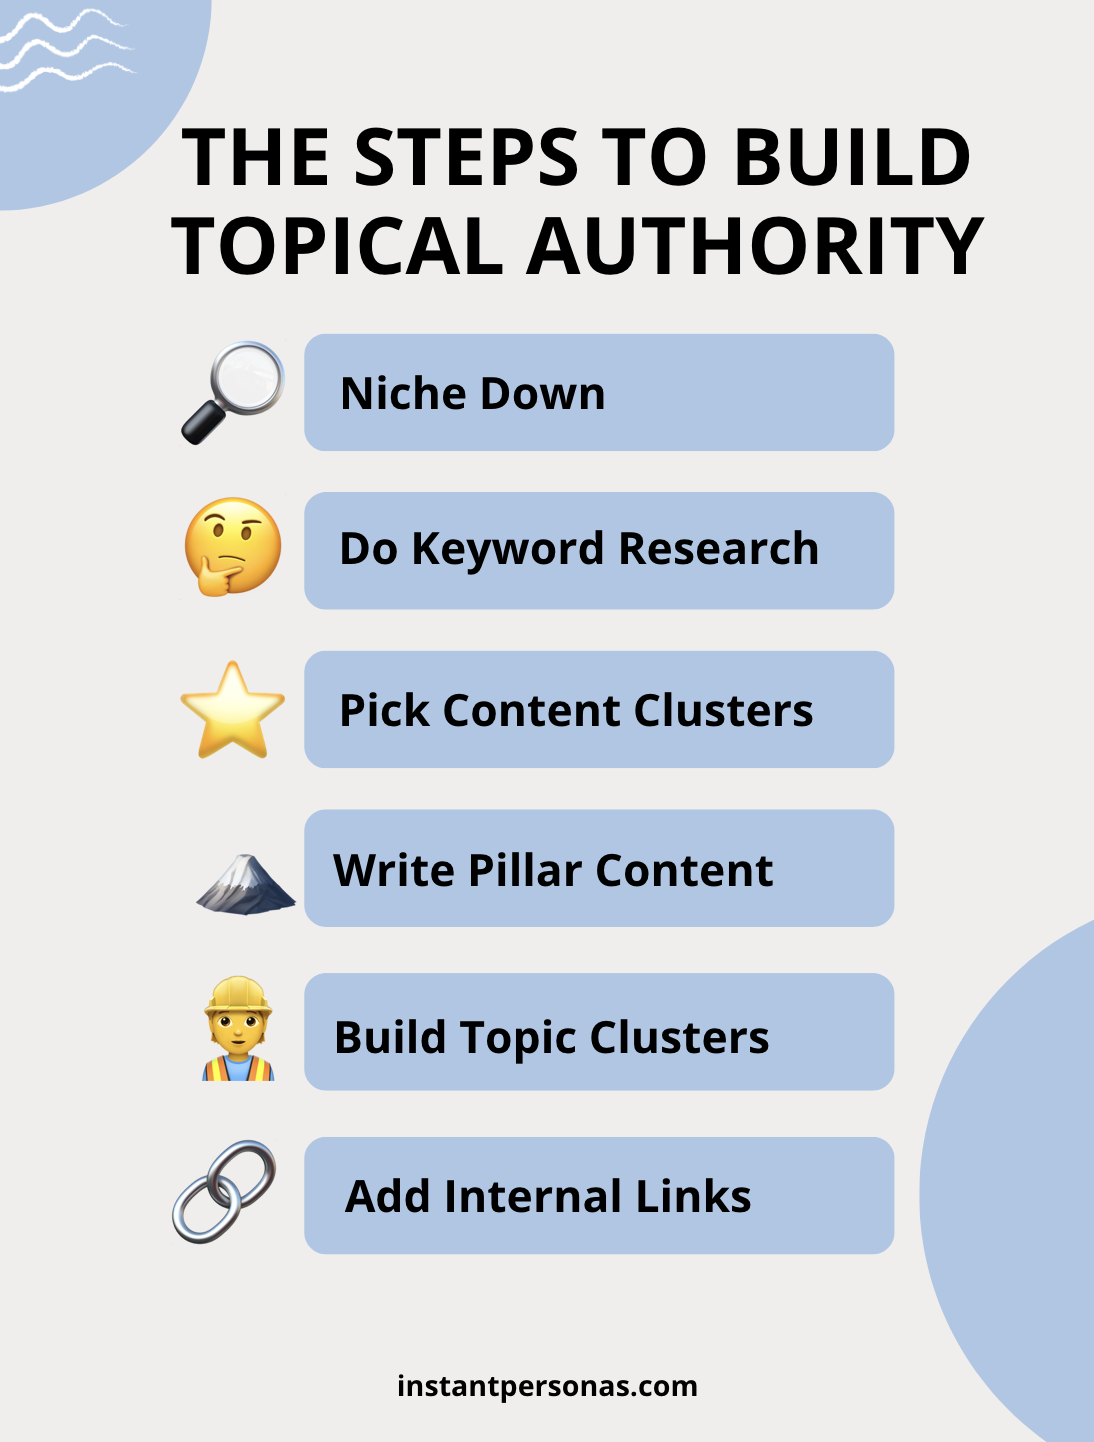 THE STEPS TO BUILD
TOPICAL AUTHORITY
Niche Down
Do Keyword Research
Pick Content Clusters
Write Pillar Content
Build Topic Clusters
Add Internal Links
instantpersonas.com